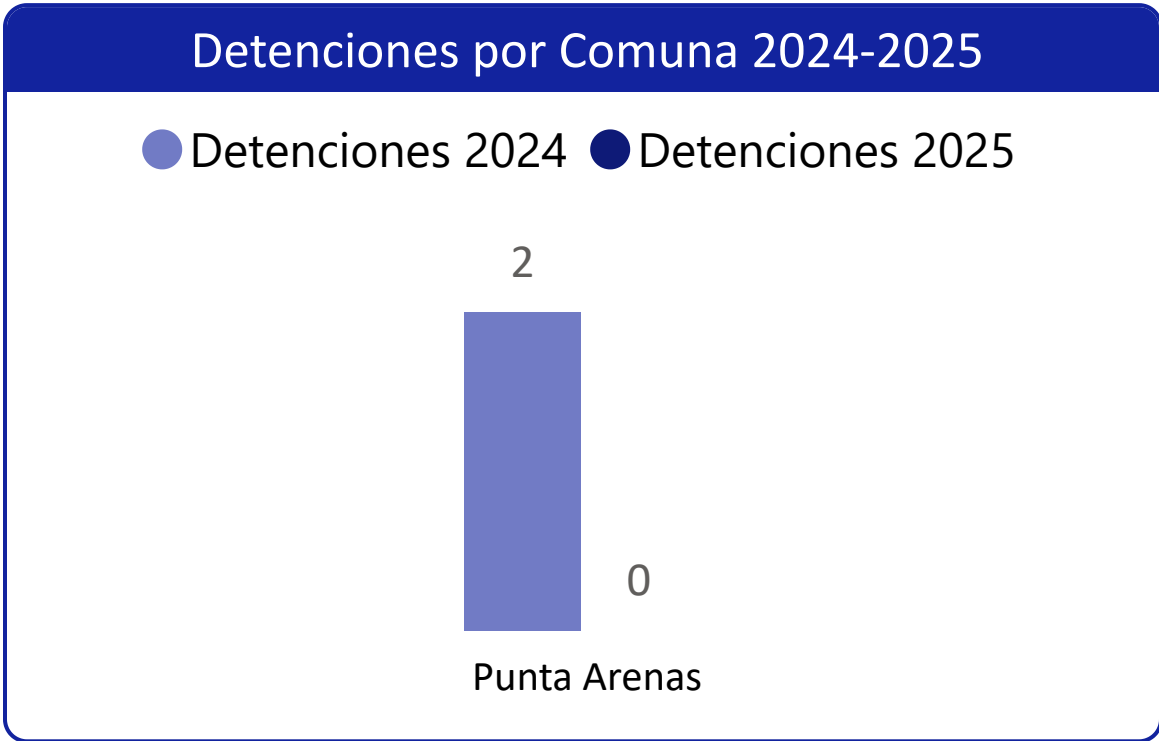 Detenciones por Comuna 2024-2025
Detenciones 2024 Detenciones 2025
2
0
Punta Arenas